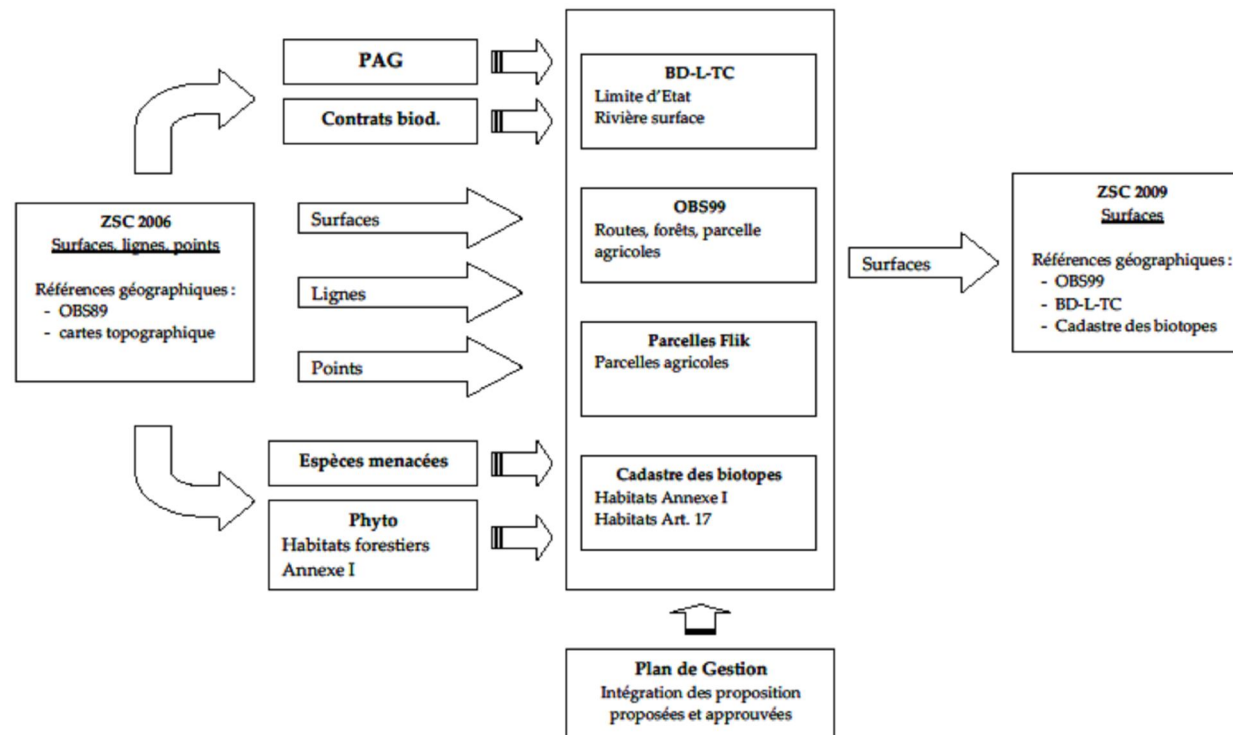 PAG
Contrats biod.
BD-L-TC
Limite d'Etat
Rivière surface
ZSC 2006
Surfaces, lignes, points
Références géographiques :
- OBS89
- cartes topographique
Surfaces
Lignes
Points
OBS99
Routes, forêts, parcelle
agricoles
Parcelles Flik
Parcelles agricoles
Surfaces
ZSC 2009
Surfaces
Références géographiques :
- OBS99
- BD-L-TC
- Cadastre des biotopes
Espèces menacées
Phyto
Habitats forestiers
Annexe I
Cadastre des biotopes
Habitats Annexe I
Habitats Art. 17
Plan de Gestion
Intégration des proposition
proposées et approuvées